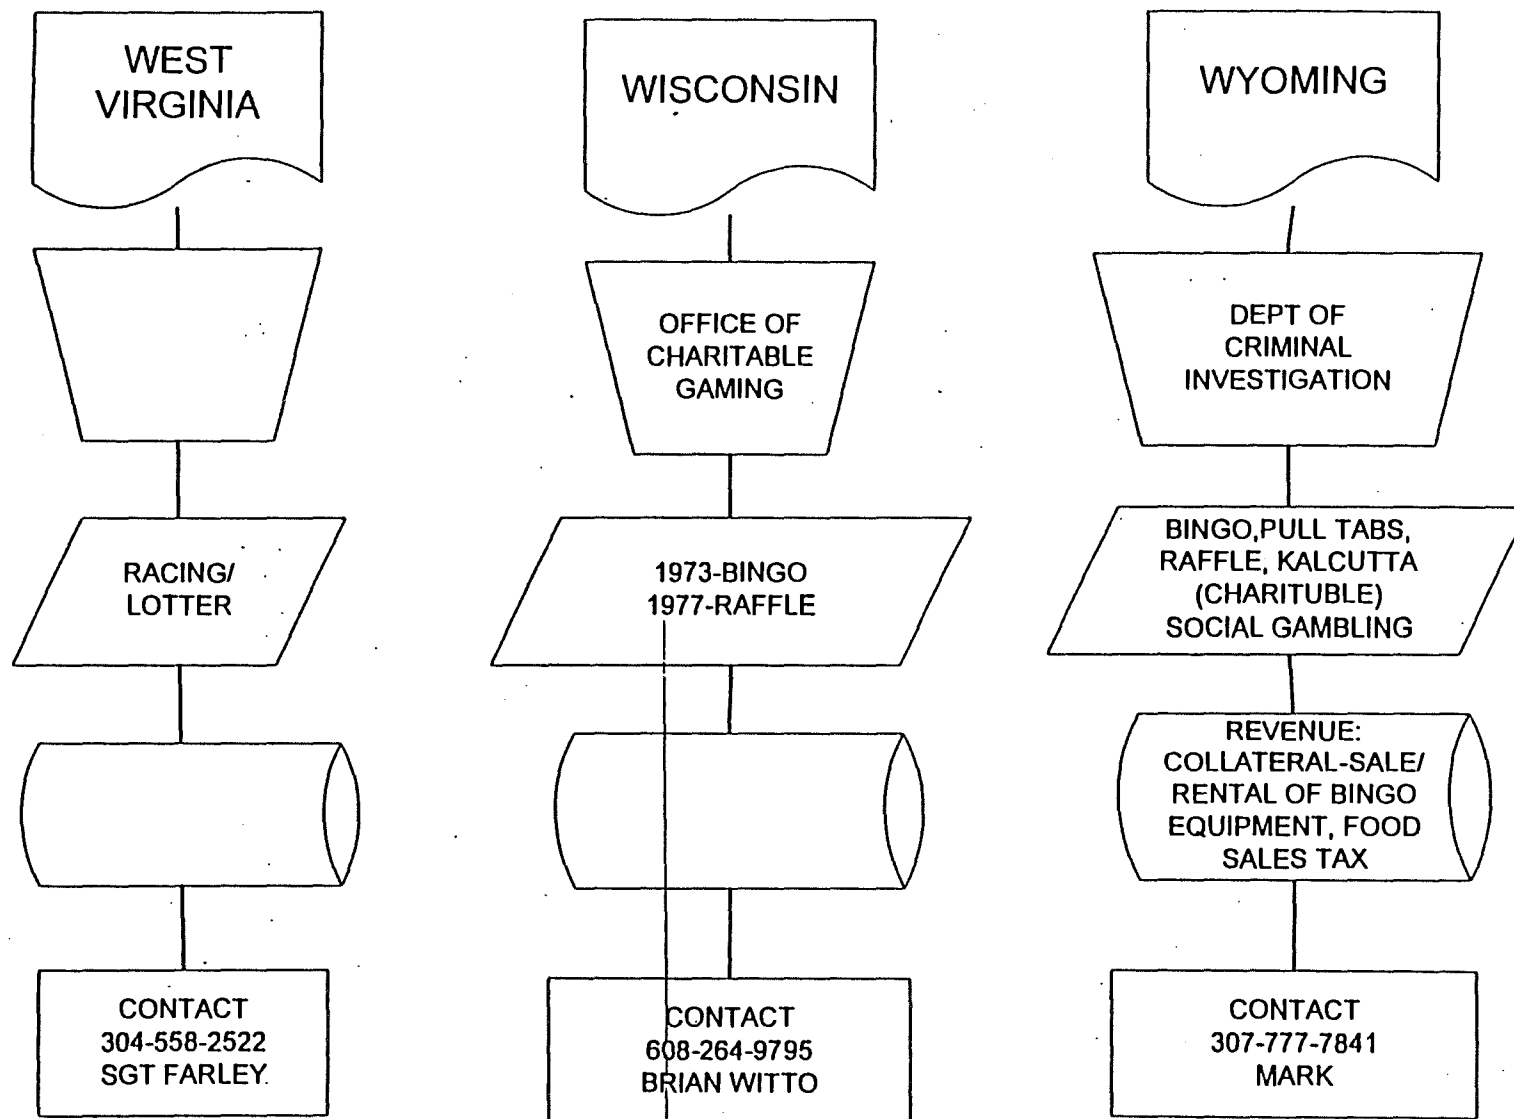 WEST
VIRGINIA
RACING/
LOTTER
CONTACT
304-558-2522
SGT FARLEY.
WISCONSIN
OFFICE OF
CHARITABLE
GAMING
1973-BINGO
1977-RAFFLE
CONTACT
608-264-9795
BRIAN WITTO
WYOMING
DEPT OF
CRIMINAL
INVESTIGATION
BINGO,PULL TABS,
RAFFLE, KALCUTTA
(CHARITUBLE)
SOCIAL GAMBLING
REVENUE:
COLLATERAL-SALE/
RENTAL OF BINGO
EQUIPMENT, FOOD
SALES TAX
CONTACT
307-777-7841
MARK